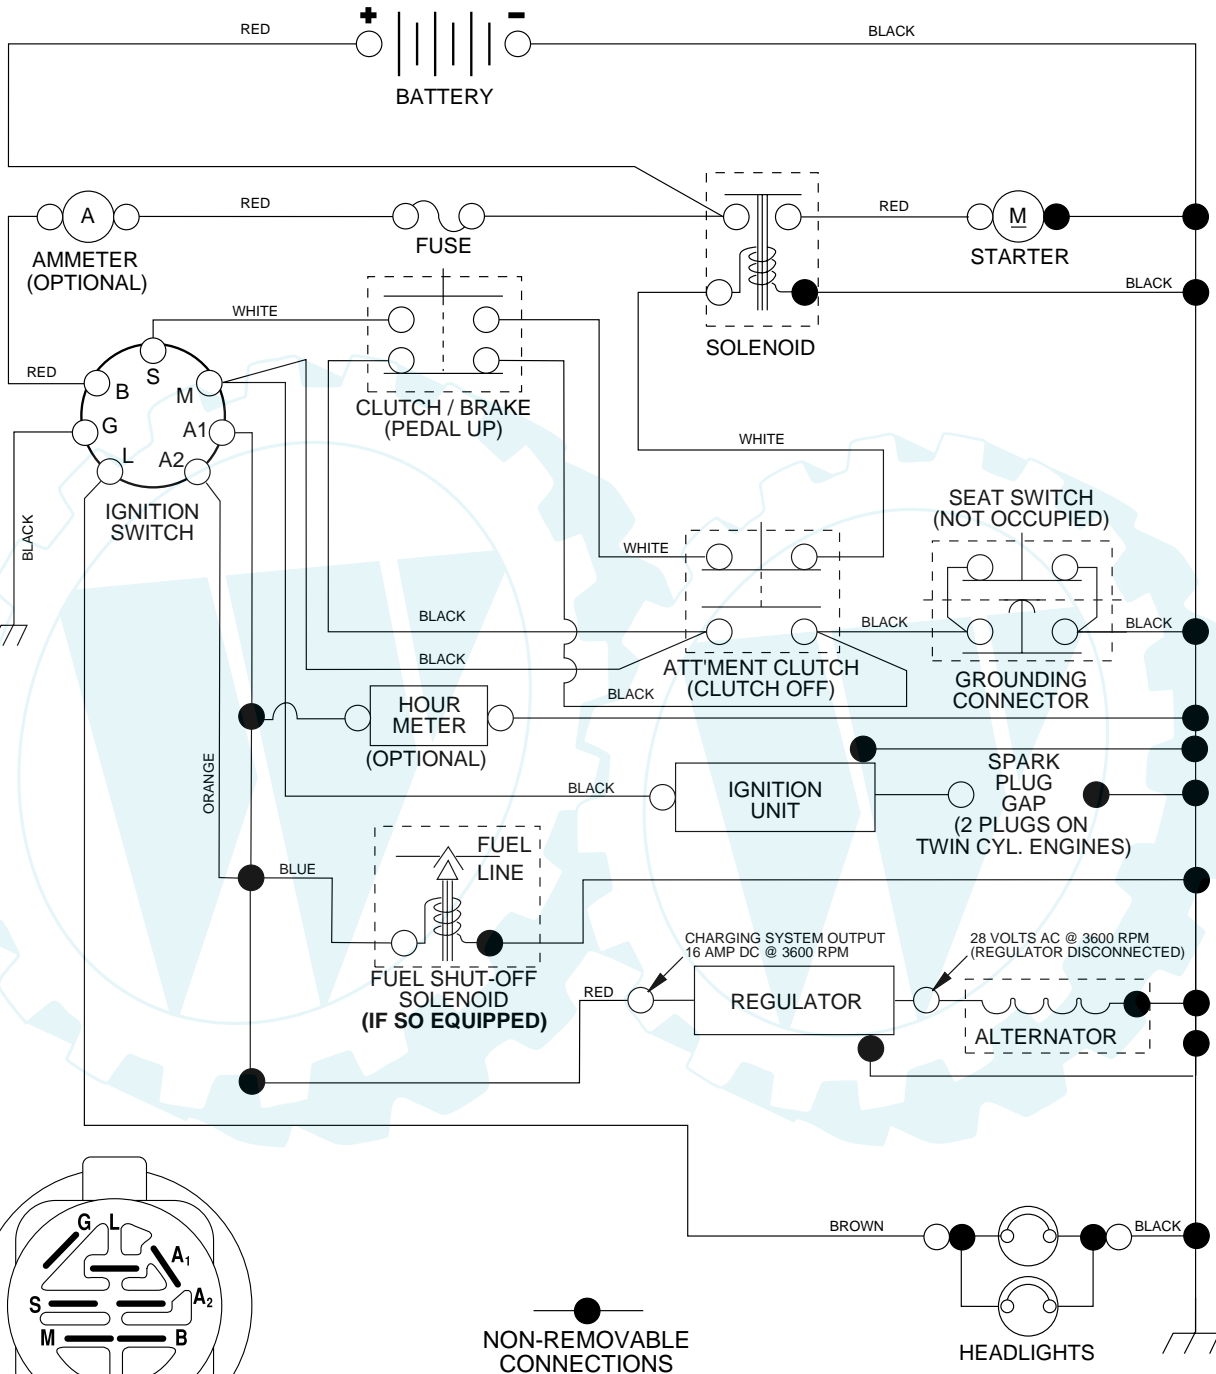 + -
RED
BLACK
BATTERY
A
RED
AMMETER
(OPTIONAL)
FUSE
RED
M
STARTER
BLACK
SOLENOID
WHITE
RED
S
B
M
G
A1
L
A2
IGNITION
SWITCH
CLUTCH / BRAKE
(PEDAL UP)
BLACK
WHITE
SEAT SWITCH
(NOT OCCUPIED)
WHITE
BLACK
BLACK
BLACK
BLACK
ATT'MENT CLUTCH
(CLUTCH OFF)
GROUNDING
CONNECTOR
BLACK
HOUR
METER
(OPTIONAL)
ORANGE
BLACK
IGNITION
UNIT
SPARK
PLUG
GAP
(2 PLUGS ON
TWIN CYL. ENGINES)
BLUE
FUEL
LINE
FUEL SHUT-OFF
SOLENOID
(IF SO EQUIPPED)
CHARGING SYSTEM OUTPUT
16 AMP DC @ 3600 RPM
28 VOLTS AC @ 3600 RPM
(REGULATOR DISCONNECTED)
RED
REGULATOR
ALTERNATOR
BROWN
BLACK
HEADLIGHTS
G L
A1
S
A2
M
B
NON-REMOVABLE
CONNECTIONS